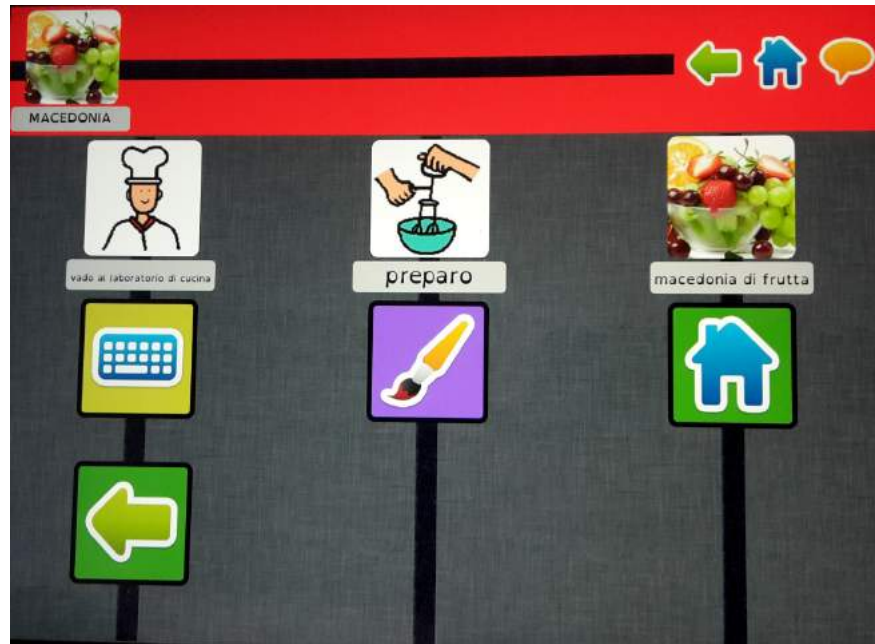 MACEDONIA
vado al laboratorio di cucina
preparo
macedonia di frutta